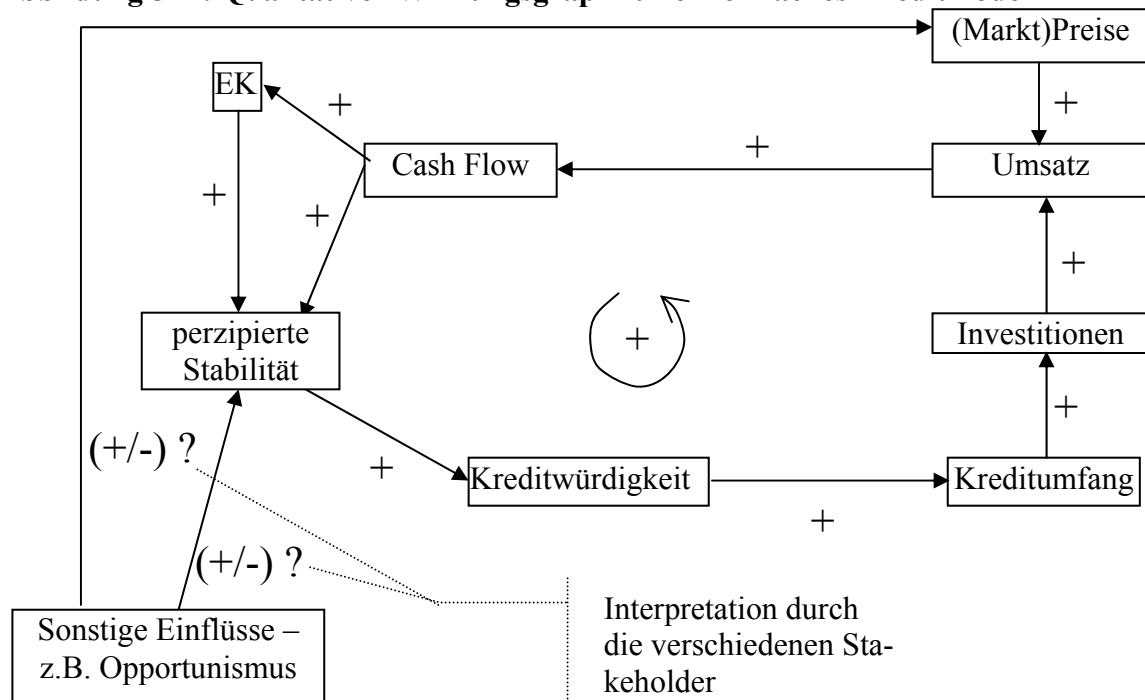 (Markt)Preise
EK
+
+
Cash Flow
+
Umsatz
+
+
+
perzipierte
Stabilität
+
Investitionen
+
(+/-) ?
+
Kreditwürdigkeit
+
Kreditumfang
(+/-) ?
Sonstige Einflüsse –
z.B. Opportunismus
Interpretation durch
die verschiedenen Sta-
keholder